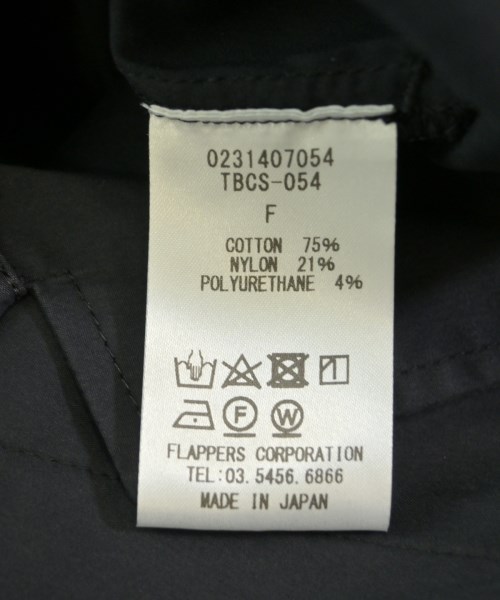 0231407054
TBCS-054
F
COTTON 75%
NYLON 21%
POLYURETHANE 4%
F W
FLAPPERS CORPORATION
TEL:03.5456.6866
MADE IN JAPAN